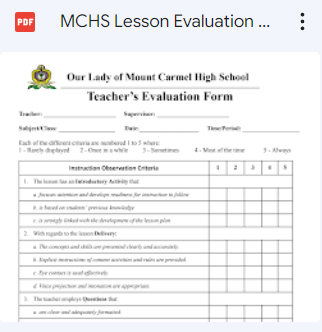 PDF MCHS Lesson Evaluation ...
Our Lady of Mount Carmel High School
Teacher's Evaluation Form
Teacher: Supervisor:
Subject/Class: Date: Time/Period:
Each of the different criteria are numbered 1 to 5 where:
1 - Rarely displayed 2 - Once in a while 3 - Sometimes 4 - Most of the time 5 - Always
Instruction Observation Criteria 1 2 3 4 5
1. The lesson has an Introductory Activity that
a. focuses attention and develops readiness for instruction to follow
b. is based on students' previous knowledge
c. is strongly linked with the development of the lesson plan
2. With regards to the lesson Delivery:
a. The concepts and skills are presented clearly and accurately.
b. Explicit instructions of content activities and rules are provided.
c. Eye contact is used effectively.
d. Voice projection and intonation are appropriate.
3. The teacher employs Questions that:
a. are clear and adequately formatted.